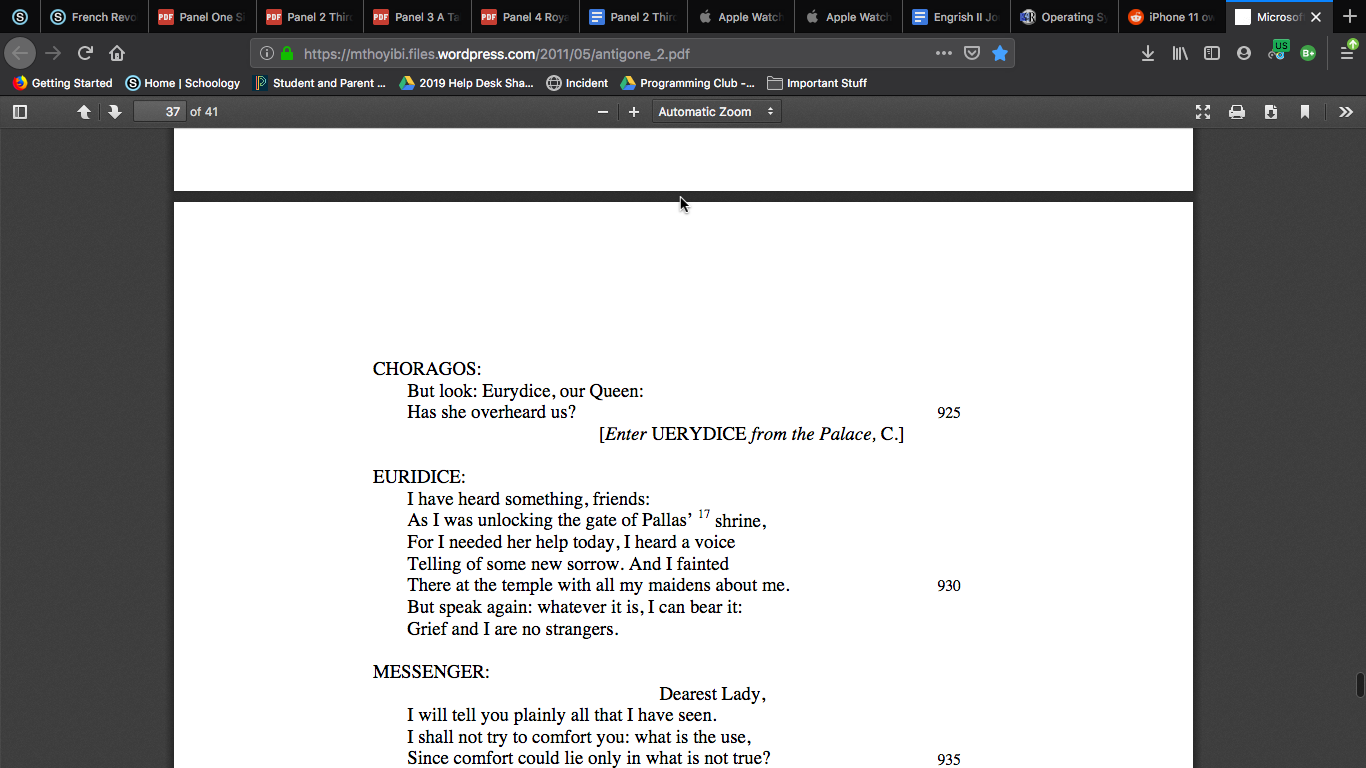 French Revo
Panel One S
Panel 2 Thir
Panel 3 A Ta
Panel 4 Roya
Panel 2 Thir
Apple Watch
Apple Watch
Engrish II Jo
Operating Sy
iPhone 11 ow
Microsof
https://mthoyibi.files.wordpress.com/2011/05/antigone_2.pdf
US
B+
Getting Started
Home | Schoology
Student and Parent ...
2019 Help Desk Sha...
Incident
Programming Club -...
Important Stuff
37 of 41
Automatic Zoom
CHORAGOS:
But look: Eurydice, our Queen:
Has she overheard us? 925
[Enter UERYDICE from the Palace, C.]
EURIDICE:
I have heard something, friends:
As I was unlocking the gate of Pallas’ 17 shrine,
For I needed her help today, I heard a voice
Telling of some new sorrow. And I fainted
There at the temple with all my maidens about me. 930
But speak again: whatever it is, I can bear it:
Grief and I are no strangers.
MESSENGER:
Dearest Lady,
I will tell you plainly all that I have seen.
I shall not try to comfort you: what is the use,
Since comfort could lie only in what is not true? 935